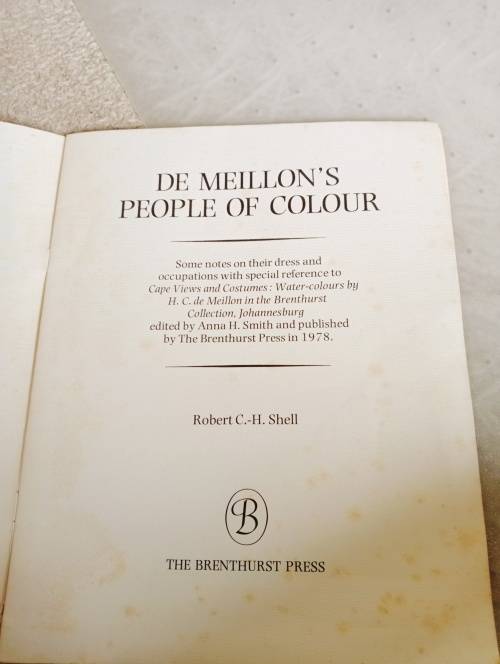 DE MEILLON'S
PEOPLE OF COLOUR
Some notes on their dress and
occupations with special reference to
Cape Views and Costumes : Water-colours by
H. C. de Meillon in the Brenthurst
Collection, Johannesburg
edited by Anna H. Smith and published
by The Brenthurst Press in 1978.
Robert C.-H. Shell
B
THE BRENTHURST PRESS